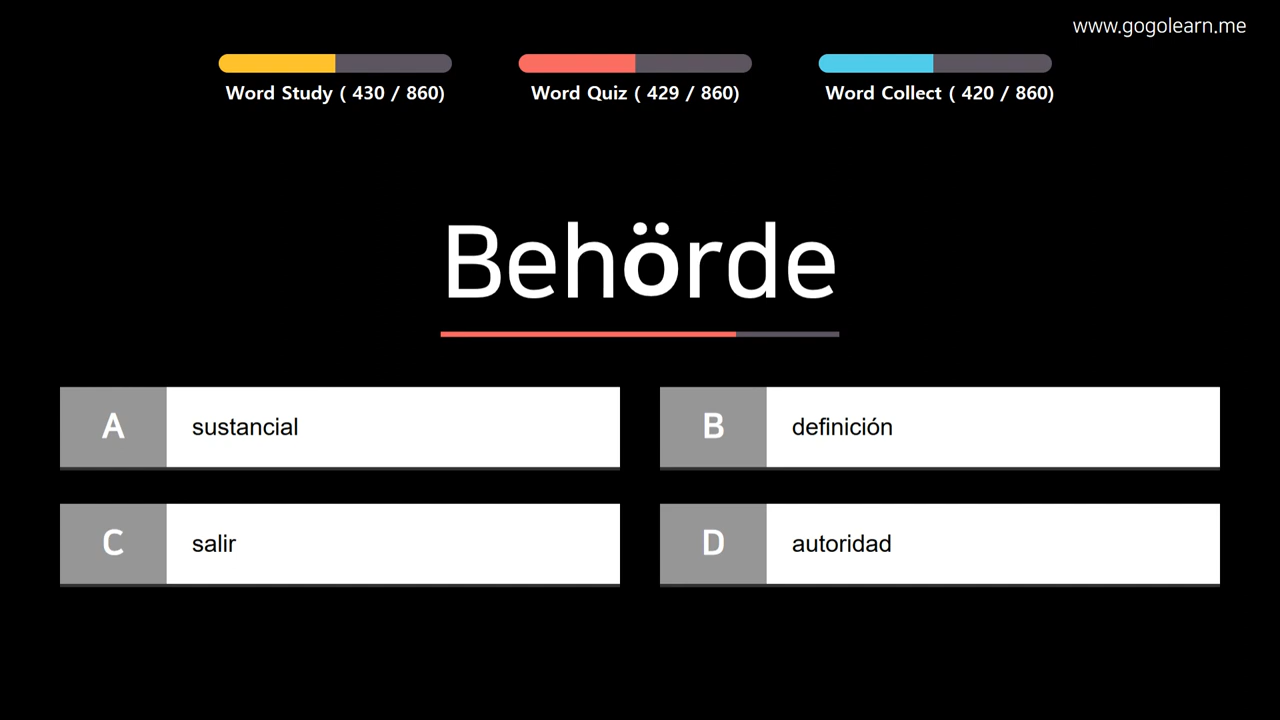 www.gogolearn.me
Word Study ( 430 / 860)
Word Quiz ( 429 / 860)
Word Collect ( 420 / 860)
Behörde
A sustancial
B definición
C salir
D autoridad